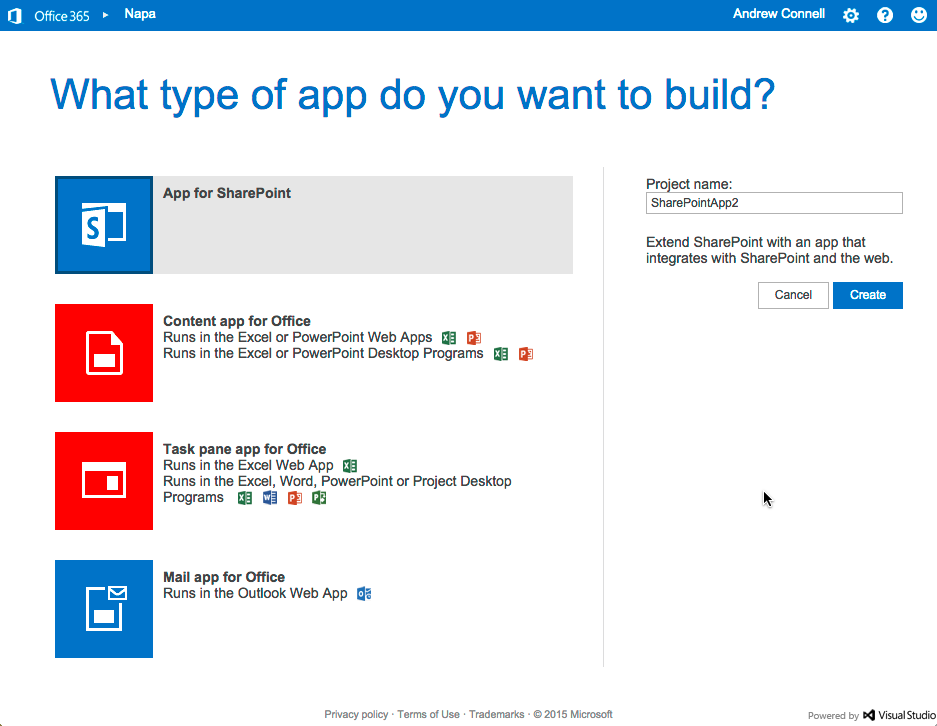 Office 365 ▸ Napa Andrew Connell
What type of app do you want to build?
App for SharePoint
Content app for Office
Runs in the Excel or PowerPoint Web Apps
Runs in the Excel or PowerPoint Desktop Programs
Task pane app for Office
Runs in the Excel Web App
Runs in the Excel, Word, PowerPoint or Project Desktop
Programs
Mail app for Office
Runs in the Outlook Web App
Project name:
SharePointApp2
Extend SharePoint with an app that
integrates with SharePoint and the web.
Cancel Create
Privacy policy · Terms of Use · Trademarks · © 2015 Microsoft
Powered by Visual Studio